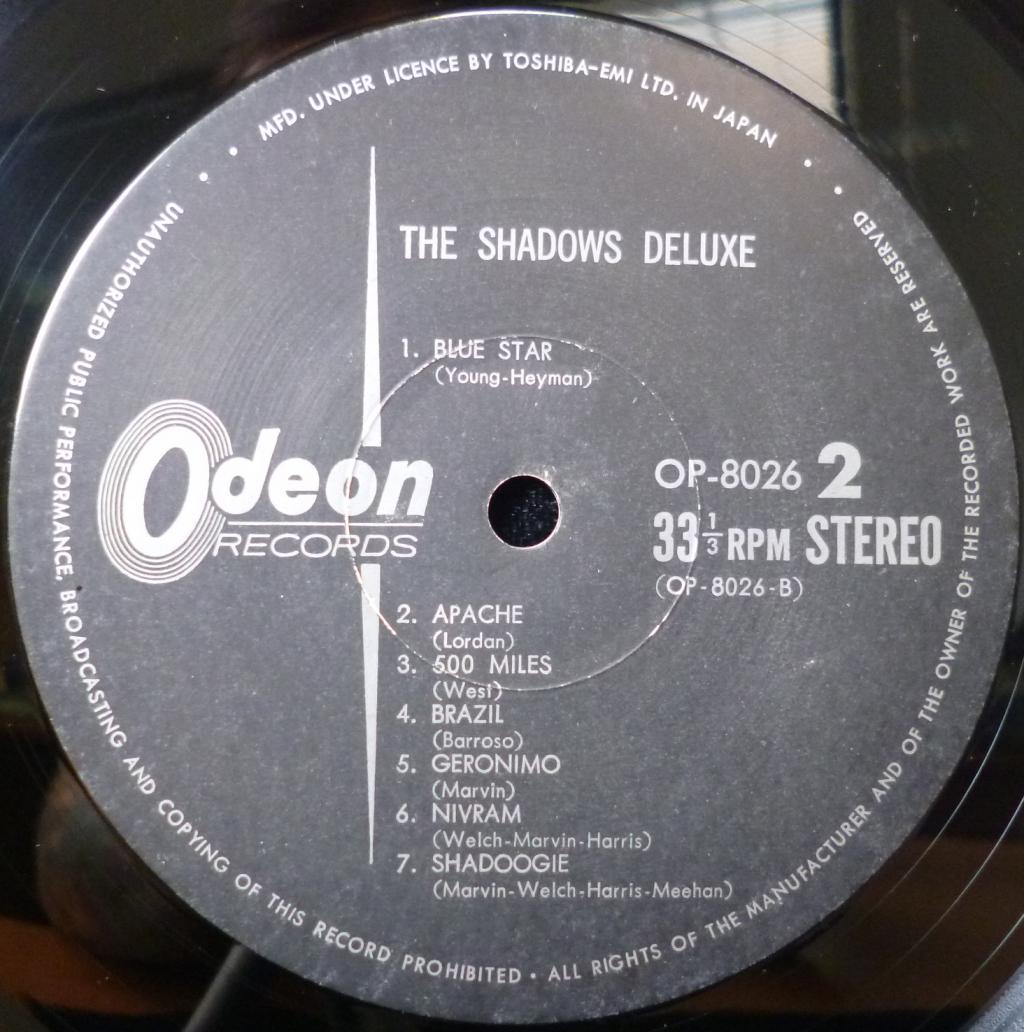 MFD. UNDER LICENCE BY TOSHIBA-EMI LTD. IN JAPAN
THE SHADOWS DELUXE
1. BLUE STAR
(Young-Heyman)
Odeon
RECORDS
OP-8026 2
33 1/3 RPM STEREO
(OP-8026-B)
2. APACHE
(Lordan)
3. 500 MILES
(West)
4. BRAZIL
(Barroso)
5. GERONIMO
(Marvin)
6. NIVRAM
(Welch-Marvin-Harris)
7. SHADOOGIE
(Marvin-Welch-Harris-Meehan)
UNAUTHORIZED PUBLIC PERFORMANCE, BROADCASTING AND COPYING OF THIS RECORD PROHIBITED • ALL RIGHTS OF THE MANUFACTURER AND OF THE OWNER OF THE RECORDED WORK ARE RESERVED